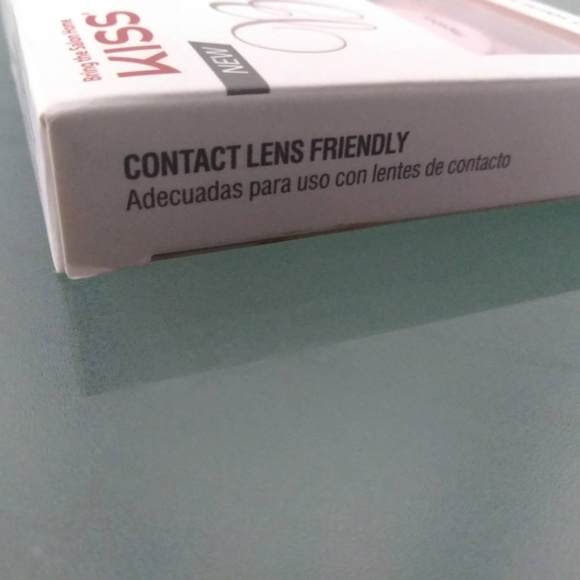 KISS
Bring the Salon Home
NEW
CONTACT LENS FRIENDLY
Adecuadas para uso con lentes de contacto